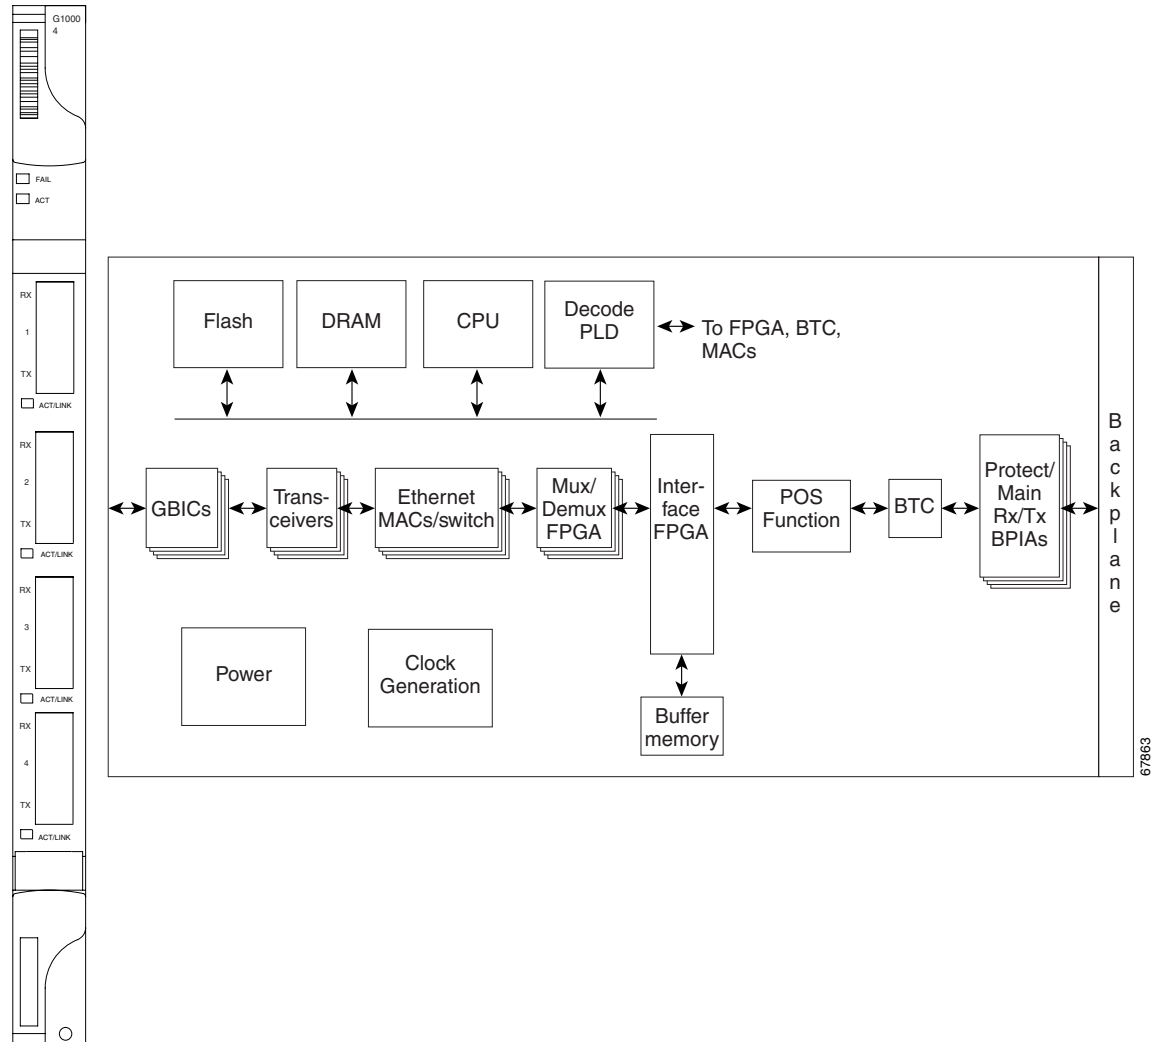 G1000
4
FAIL
ACT
RX
1
TX
ACT/LINK
RX
2
TX
ACT/LINK
RX
3
TX
ACT/LINK
RX
4
TX
ACT/LINK
Flash
DRAM
CPU
Decode
PLD
To FPGA, BTC,
MACs
GBICs
Trans-
ceivers
Ethernet
MACs/switch
Mux/
Demux
FPGA
Inter-
face
FPGA
POS
Function
BTC
Protect/
Main
Rx/Tx
BPIAs
Backplane
Power
Clock
Generation
Buffer
memory
67863